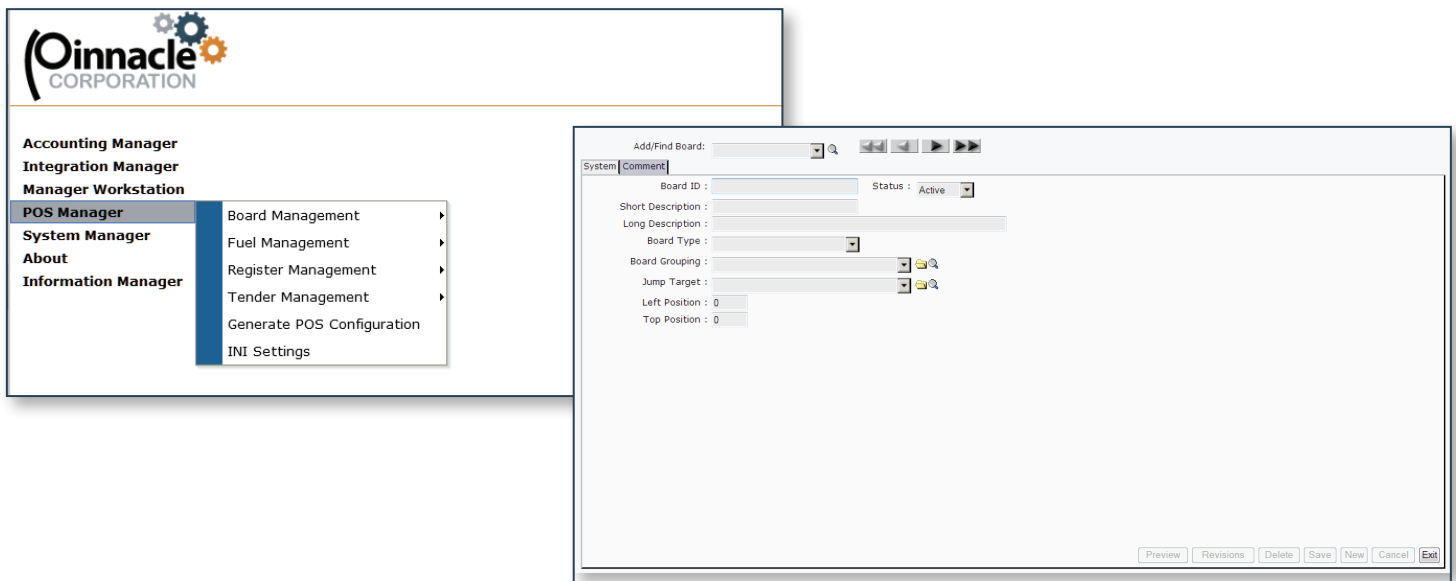 Oinnacle
CORPORATION
Accounting Manager
Integration Manager
Manager Workstation
POS Manager
System Manager
About
Information Manager
Board Management
Fuel Management
Register Management
Tender Management
Generate POS Configuration
INI Settings
Add/Find Board:
System Comment
Board ID : Status : Active
Short Description :
Long Description :
Board Type :
Board Grouping :
Jump Target :
Left Position : 0
Top Position : 0
Preview Revisions Delete Save New Cancel Exit